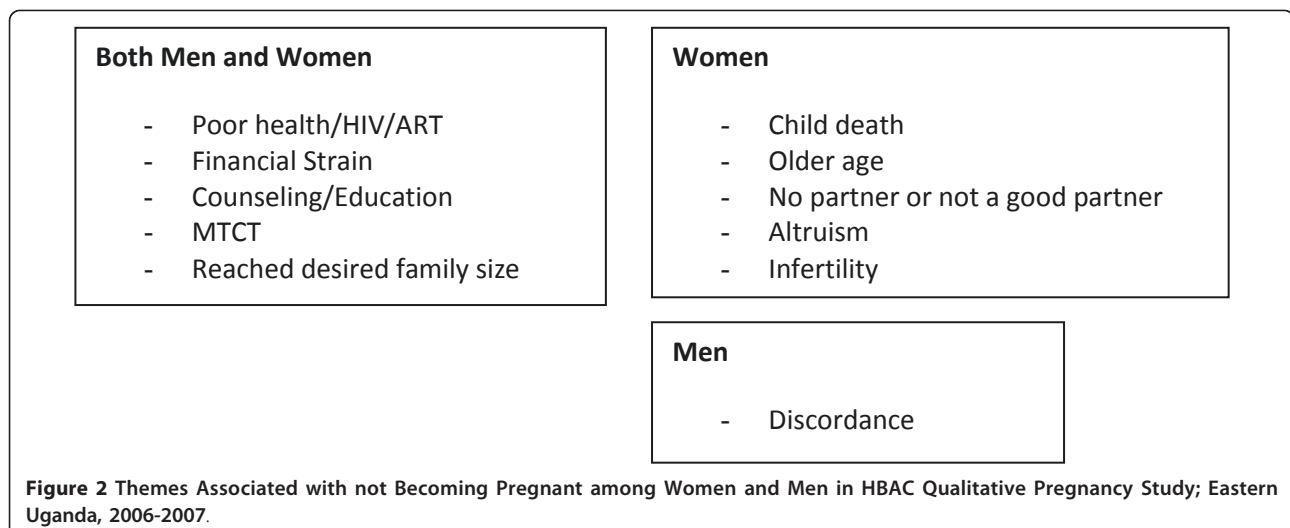 Both Men and Women
- Poor health/HIV/ART
- Financial Strain
- Counseling/Education
- MTCT
- Reached desired family size
Women
- Child death
- Older age
- No partner or not a good partner
- Altruism
- Infertility
Men
- Discordance
Figure 2 Themes Associated with not Becoming Pregnant among Women and Men in HBAC Qualitative Pregnancy Study; Eastern
Uganda, 2006-2007.